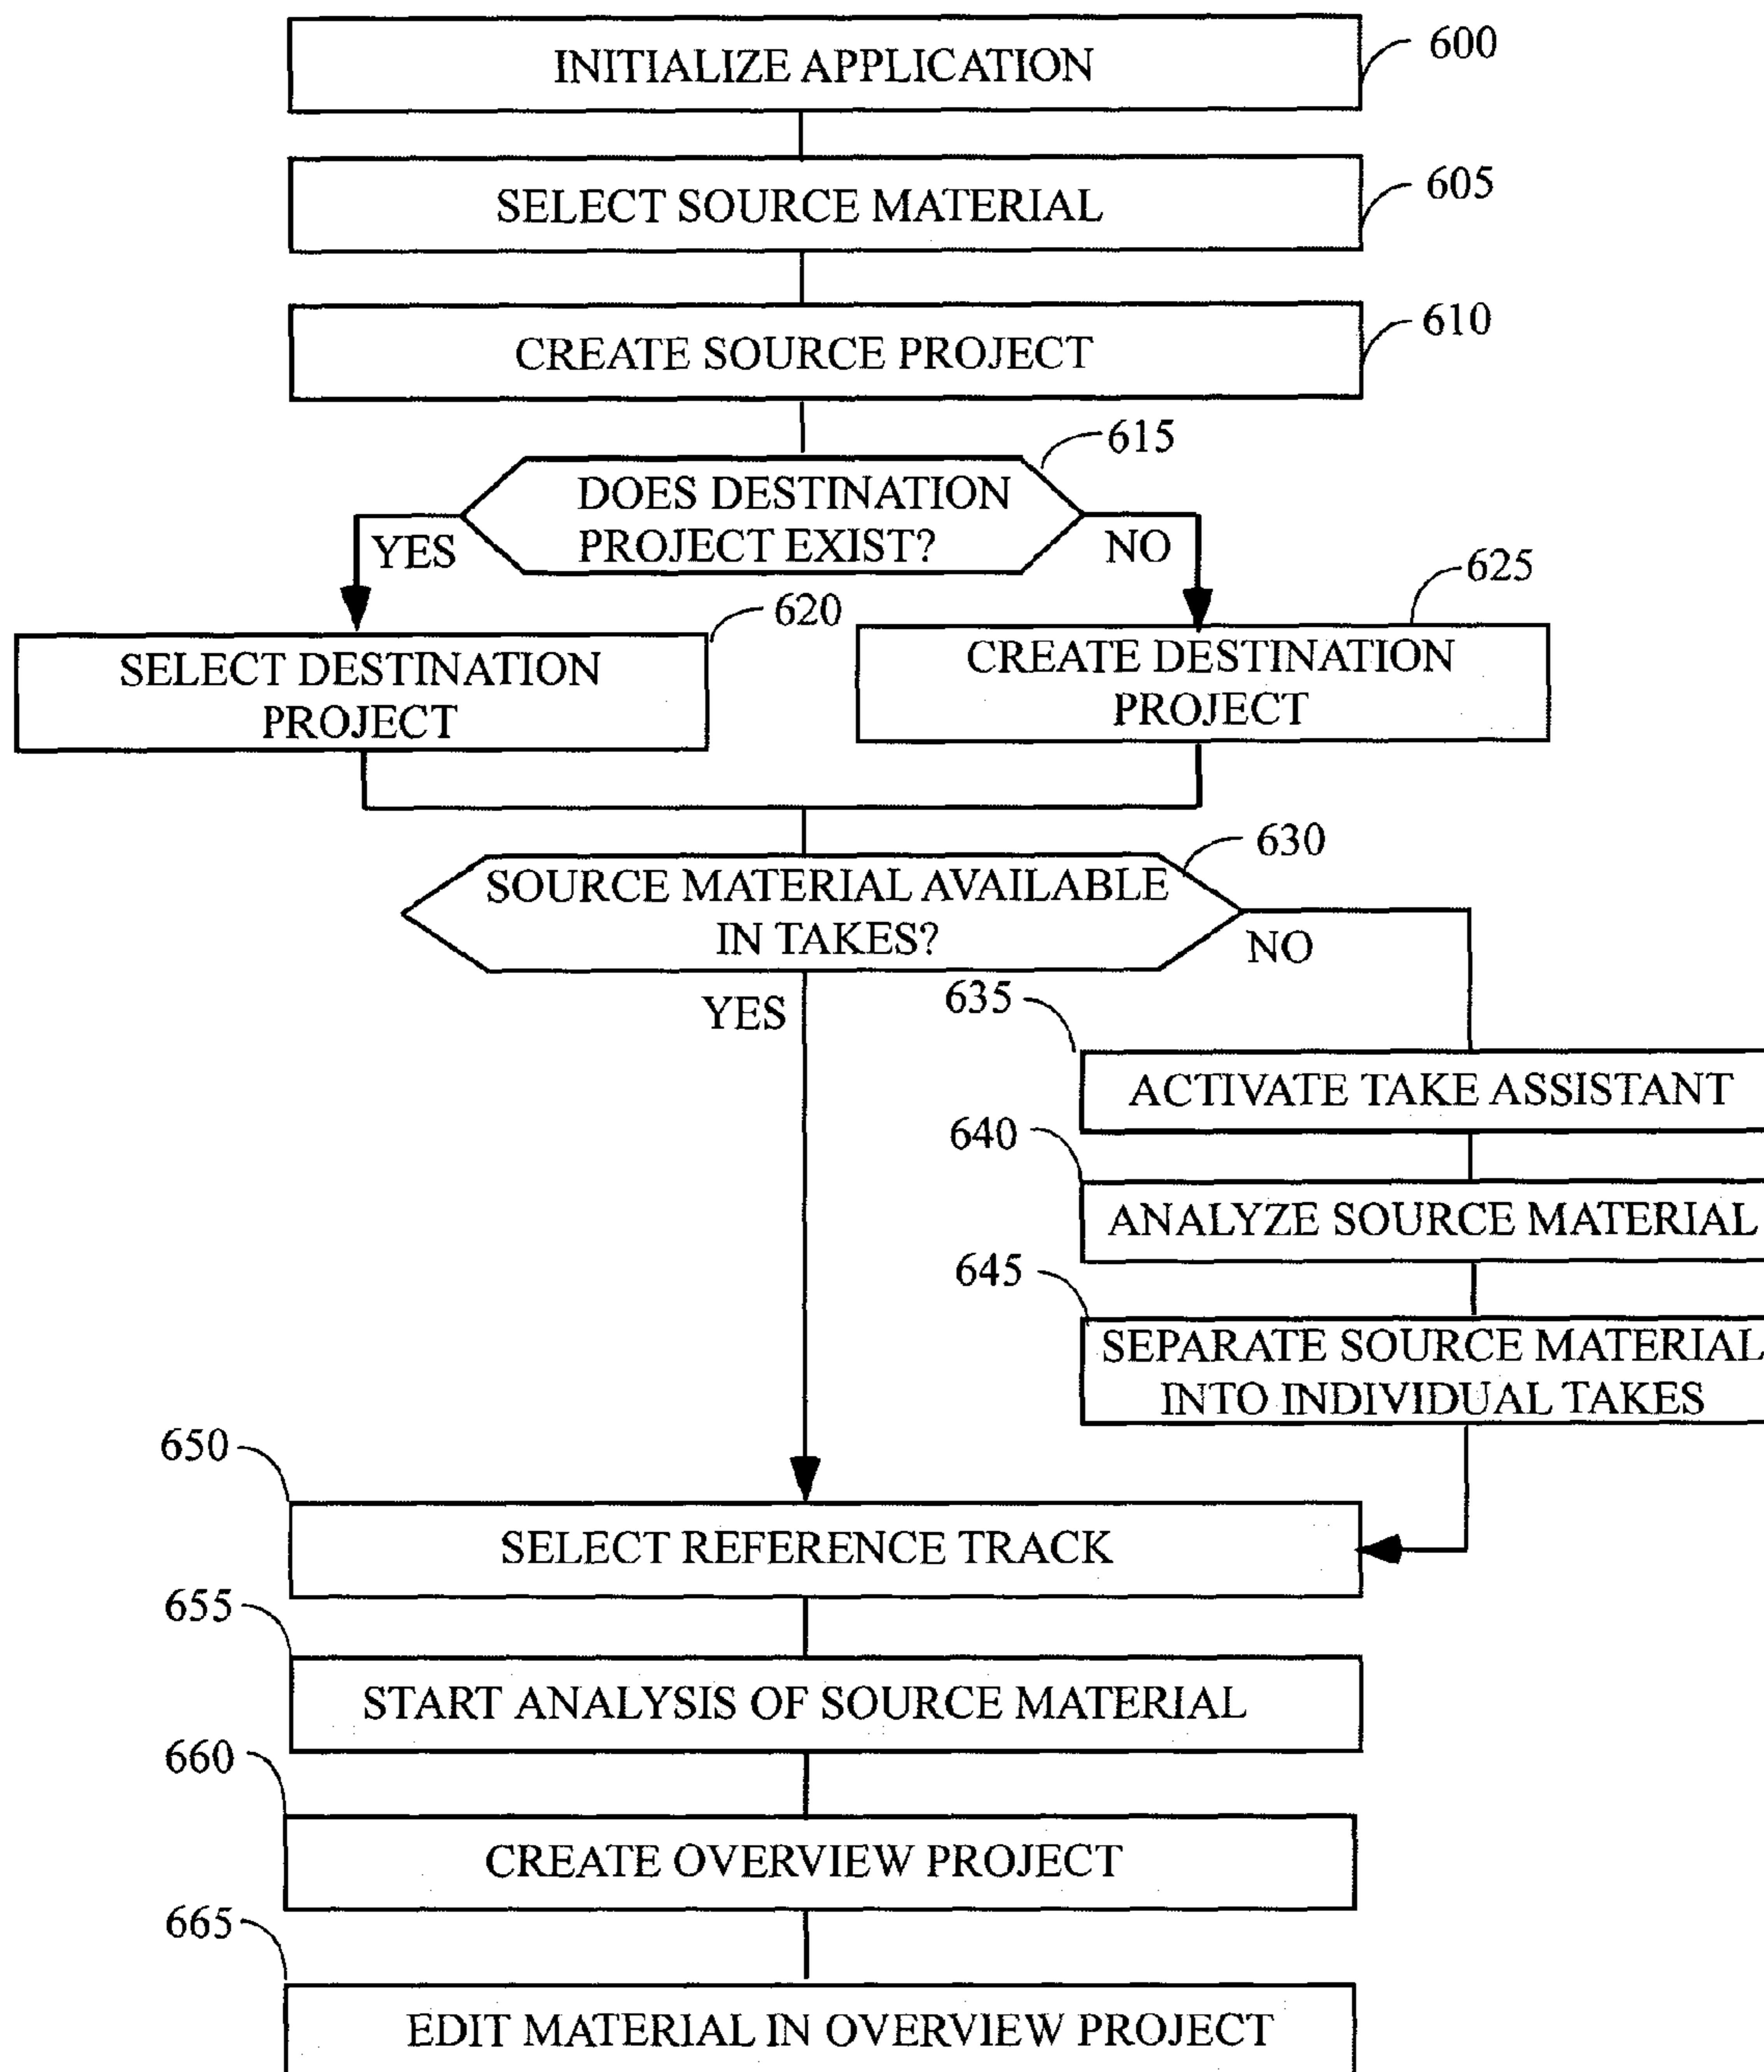 INITIALIZE APPLICATION
600
SELECT SOURCE MATERIAL
605
CREATE SOURCE PROJECT
610
615
DOES DESTINATION
PROJECT EXIST?
YES
NO
620
625
SELECT DESTINATION
PROJECT
CREATE DESTINATION
PROJECT
630
SOURCE MATERIAL AVAILABLE
IN TAKES?
NO
YES
635
ACTIVATE TAKE ASSISTANT
640
ANALYZE SOURCE MATERIAL
645
SEPARATE SOURCE MATERIAL
INTO INDIVIDUAL TAKES
650
SELECT REFERENCE TRACK
655
START ANALYSIS OF SOURCE MATERIAL
660
CREATE OVERVIEW PROJECT
665
EDIT MATERIAL IN OVERVIEW PROJECT